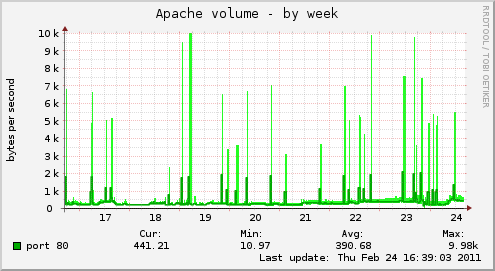 Apache volume - by week
RRDTOOL / TOBI OETIKER
bytes per second
10 k
9 k
8 k
7 k
6 k
5 k
4 k
3 k
2 k
1 k
0
17 18 19 20 21 22 23 24
Cur: Min: Avg: Max:
port 80 441.21 10.97 390.68 9.98k
Last update: Thu Feb 24 16:39:03 2011